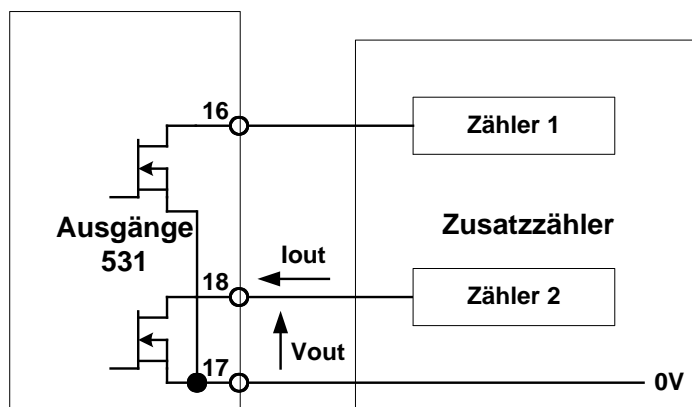 16
Zähler 1
Ausgänge
531
Zusatzzähler
Iout
18
Zähler 2
Vout
17
0V